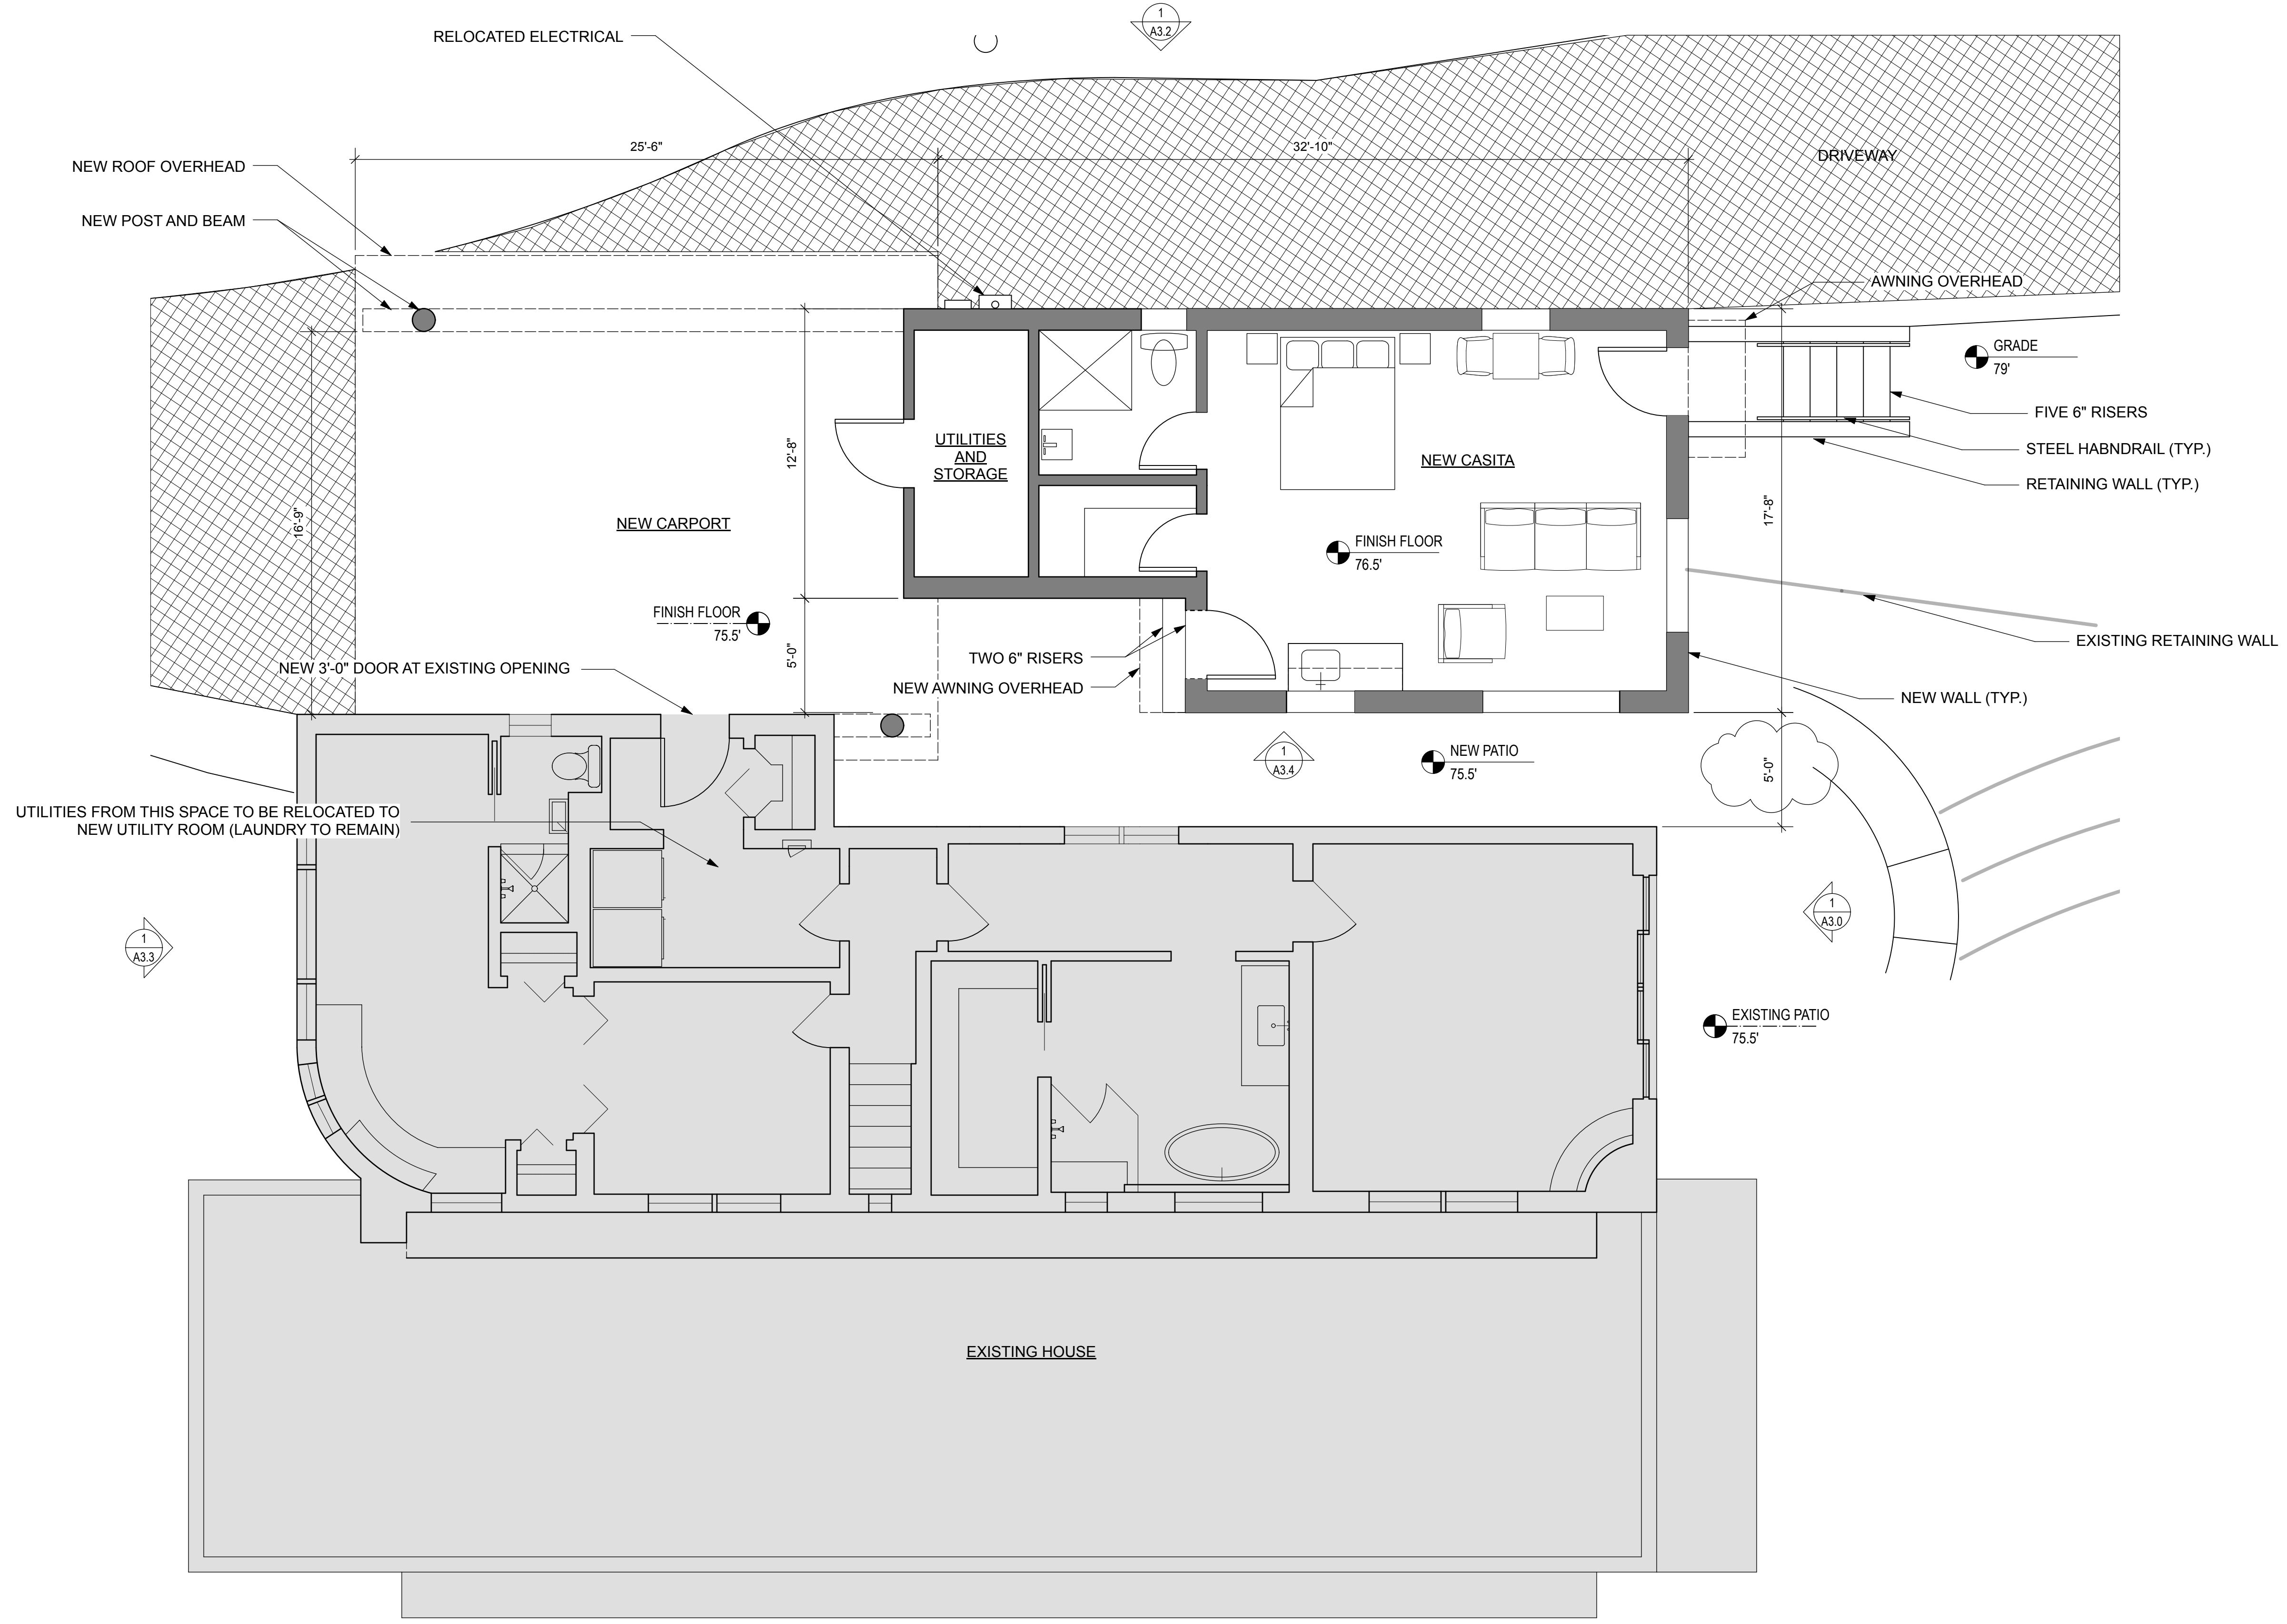 1
A3.2
RELOCATED ELECTRICAL
25'-6"
32'-10"
DRIVEWAY
NEW ROOF OVERHEAD
NEW POST AND BEAM
AWNING OVERHEAD
GRADE
79'
FIVE 6" RISERS
STEEL HABNDRAIL (TYP.)
RETAINING WALL (TYP.)
UTILITIES
AND
STORAGE
12'-8"
NEW CASITA
16'-9"
NEW CARPORT
17'-8"
FINISH FLOOR
76.5'
FINISH FLOOR
75.5'
5'-0"
TWO 6" RISERS
NEW AWNING OVERHEAD
NEW 3'-0" DOOR AT EXISTING OPENING
EXISTING RETAINING WALL
NEW WALL (TYP.)
1
A3.4
NEW PATIO
75.5'
5'-0"
UTILITIES FROM THIS SPACE TO BE RELOCATED TO
NEW UTILITY ROOM (LAUNDRY TO REMAIN)
1
A3.3
1
A3.0
EXISTING PATIO
75.5'
EXISTING HOUSE